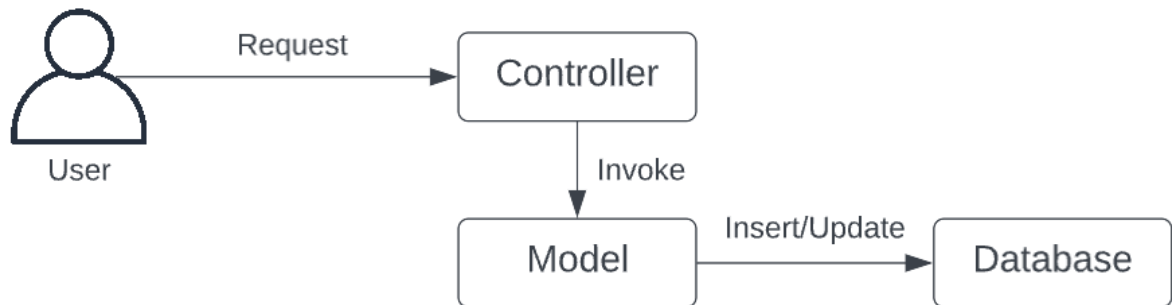 Request
Controller
User
Invoke
Insert/Update
Model
Database